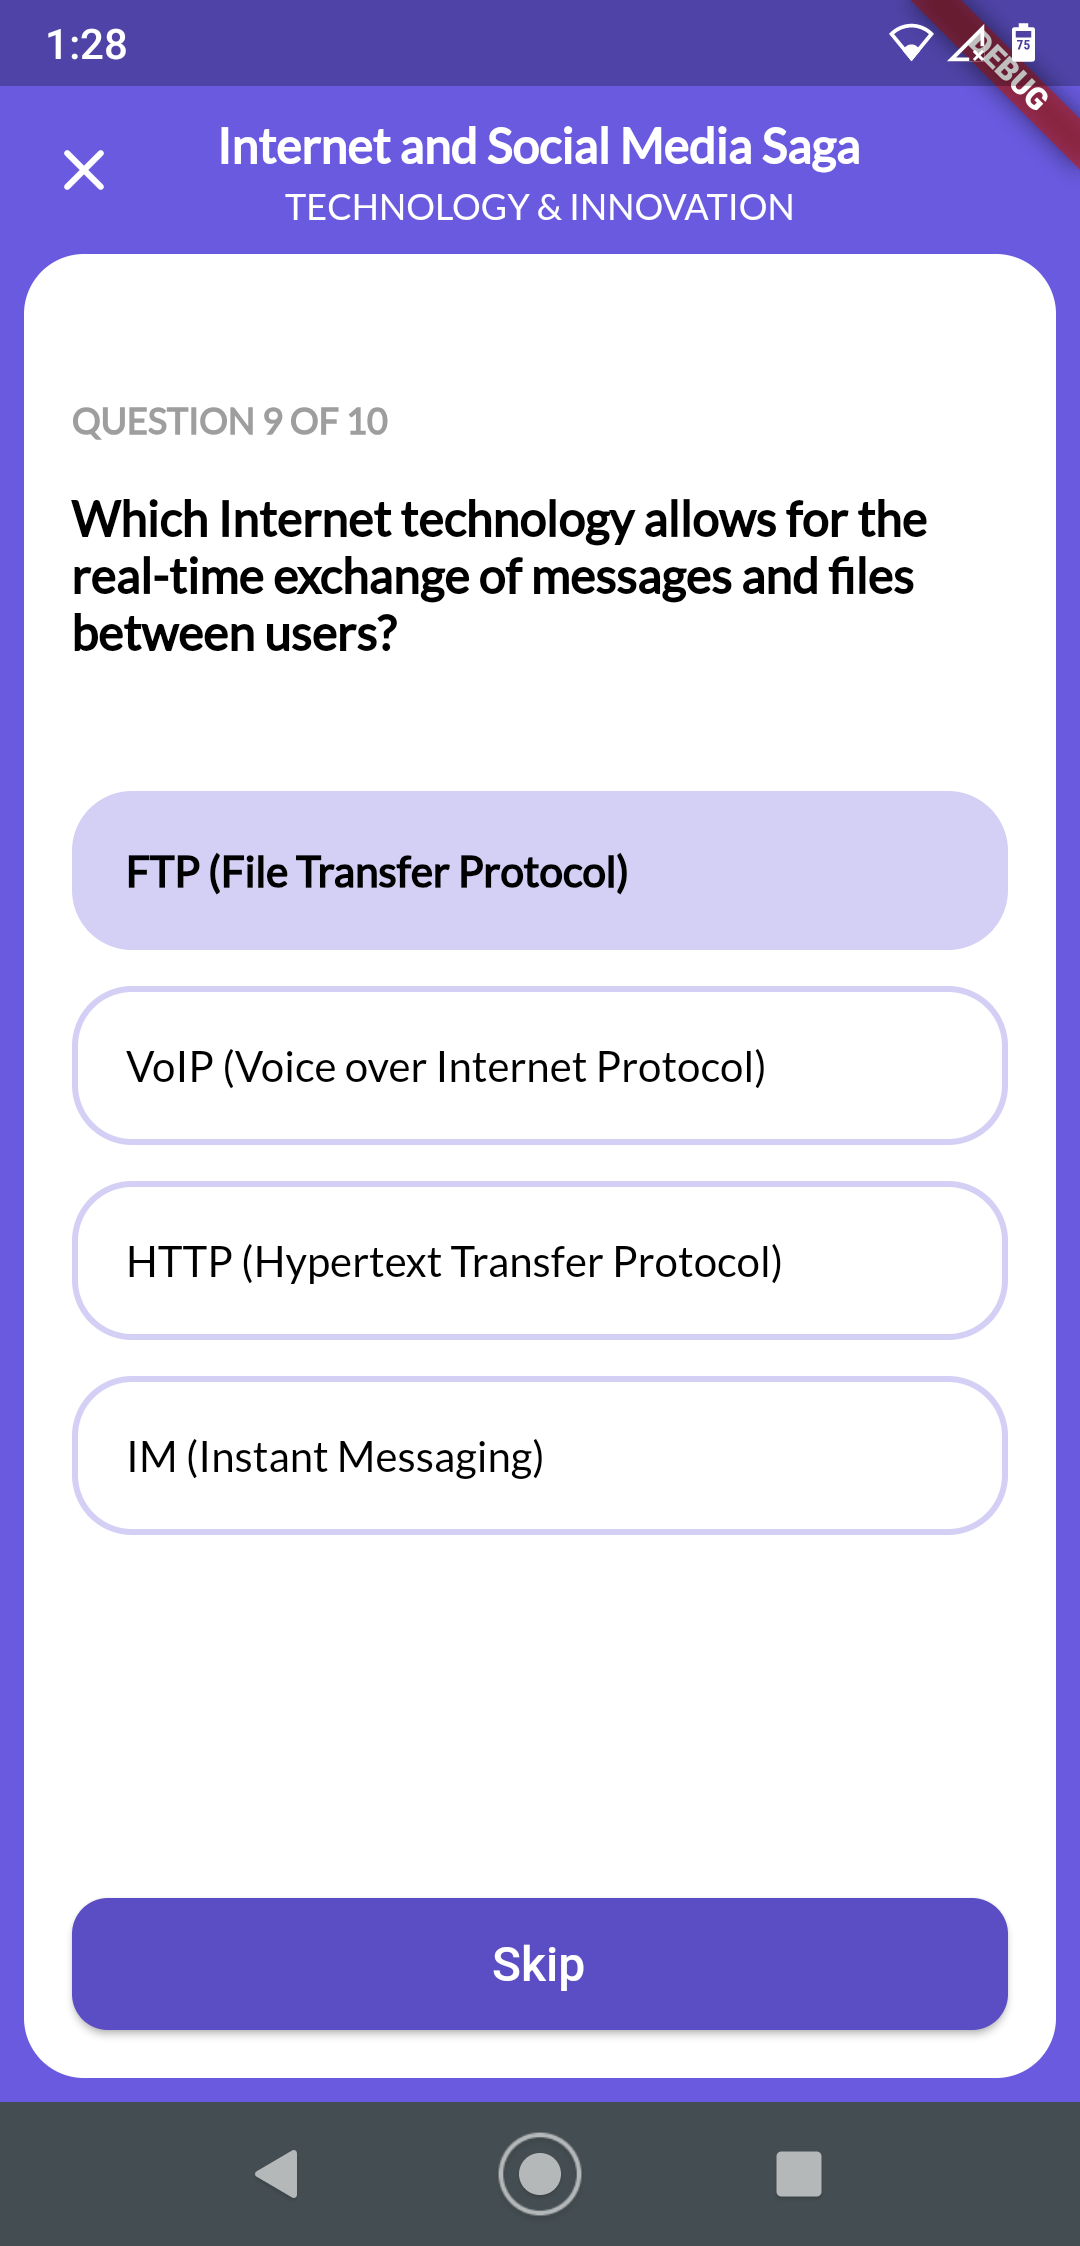 1:28
75
DEBUG
Internet and Social Media Saga
TECHNOLOGY & INNOVATION
QUESTION 9 OF 10
Which Internet technology allows for the
real-time exchange of messages and files
between users?
FTP (File Transfer Protocol)
VoIP (Voice over Internet Protocol)
HTTP (Hypertext Transfer Protocol)
IM (Instant Messaging)
Skip